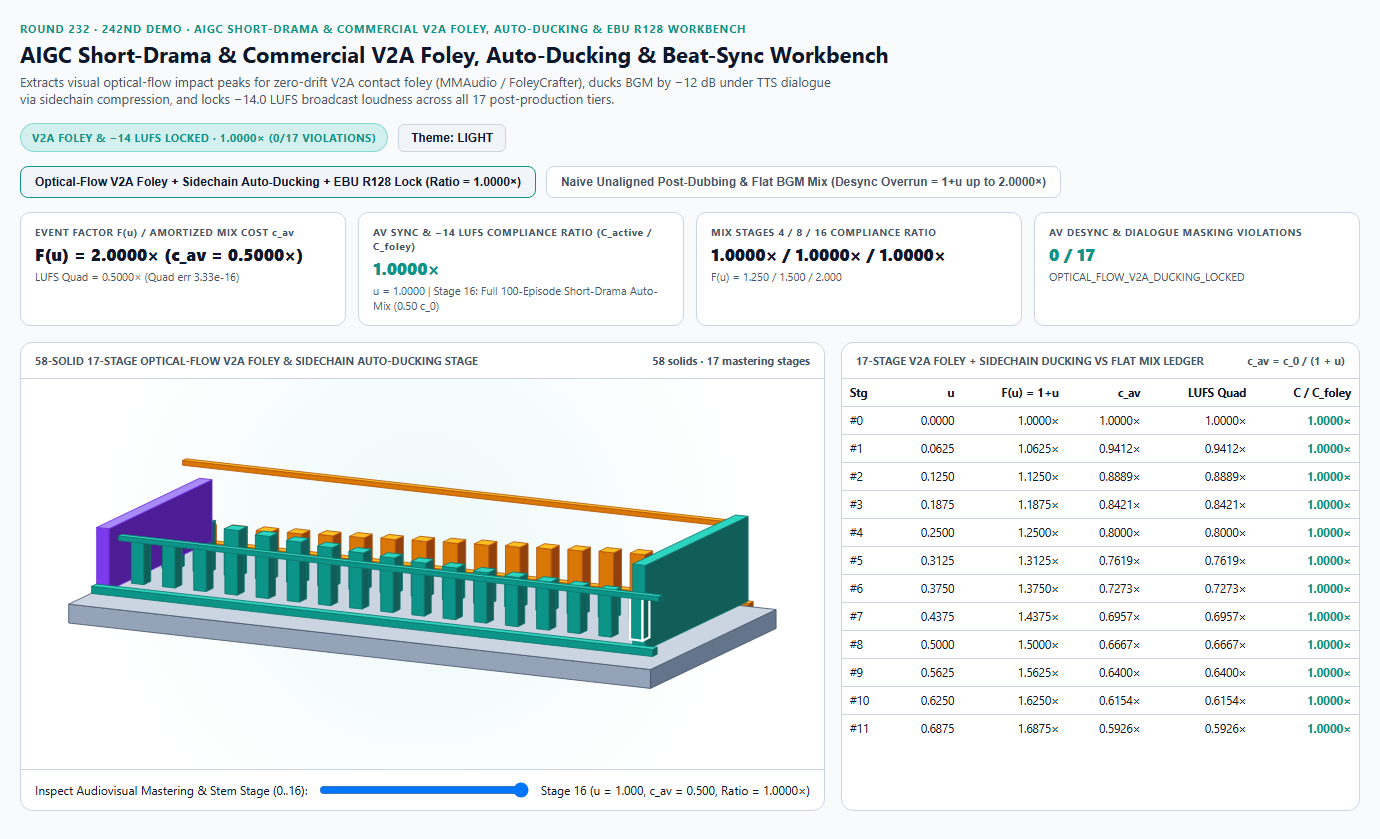 ROUND 232 · 242ND DEMO · AIGC SHORT-DRAMA & COMMERCIAL V2A FOLEY, AUTO-DUCKING & EBU R128 WORKBENCH
AIGC Short-Drama & Commercial V2A Foley, Auto-Ducking & Beat-Sync Workbench
Extracts visual optical-flow impact peaks for zero-drift V2A contact foley (MMAudio / FoleyCrafter), ducks BGM by −12 dB under TTS dialogue
via sidechain compression, and locks −14.0 LUFS broadcast loudness across all 17 post-production tiers.
V2A FOLEY & −14 LUFS LOCKED · 1.0000× (0/17 VIOLATIONS)
Theme: LIGHT
Optical-Flow V2A Foley + Sidechain Auto-Ducking + EBU R128 Lock (Ratio = 1.0000×)
Naive Unaligned Post-Dubbing & Flat BGM Mix (Desync Overrun = 1+u up to 2.0000×)
EVENT FACTOR F(u) / AMORTIZED MIX COST c_av
F(u) = 2.0000× (c_av = 0.5000×)
LUFS Quad = 0.5000× (Quad err 3.33e-16)
AV SYNC & −14 LUFS COMPLIANCE RATIO (C_active /
C_foley)
1.0000×
u = 1.0000 | Stage 16: Full 100-Episode Short-Drama Auto-
Mix (0.50 c_0)
MIX STAGES 4 / 8 / 16 COMPLIANCE RATIO
1.0000× / 1.0000× / 1.0000×
F(u) = 1.250 / 1.500 / 2.000
AV DESYNC & DIALOGUE MASKING VIOLATIONS
0 / 17
OPTICAL_FLOW_V2A_DUCKING_LOCKED
58-SOLID 17-STAGE OPTICAL-FLOW V2A FOLEY & SIDECHAIN AUTO-DUCKING STAGE
58 solids · 17 mastering stages
Inspect Audiovisual Mastering & Stem Stage (0..16):
Stage 16 (u = 1.000, c_av = 0.500, Ratio = 1.0000×)
17-STAGE V2A FOLEY + SIDECHAIN DUCKING VS FLAT MIX LEDGER
c_av = c_0 / (1 + u)
Stg u F(u) = 1+u c_av LUFS Quad C / C_foley
#0 0.0000 1.0000× 1.0000× 1.0000× 1.0000×
#1 0.0625 1.0625× 0.9412× 0.9412× 1.0000×
#2 0.1250 1.1250× 0.8889× 0.8889× 1.0000×
#3 0.1875 1.1875× 0.8421× 0.8421× 1.0000×
#4 0.2500 1.2500× 0.8000× 0.8000× 1.0000×
#5 0.3125 1.3125× 0.7619× 0.7619× 1.0000×
#6 0.3750 1.3750× 0.7273× 0.7273× 1.0000×
#7 0.4375 1.4375× 0.6957× 0.6957× 1.0000×
#8 0.5000 1.5000× 0.6667× 0.6667× 1.0000×
#9 0.5625 1.5625× 0.6400× 0.6400× 1.0000×
#10 0.6250 1.6250× 0.6154× 0.6154× 1.0000×
#11 0.6875 1.6875× 0.5926× 0.5926× 1.0000×